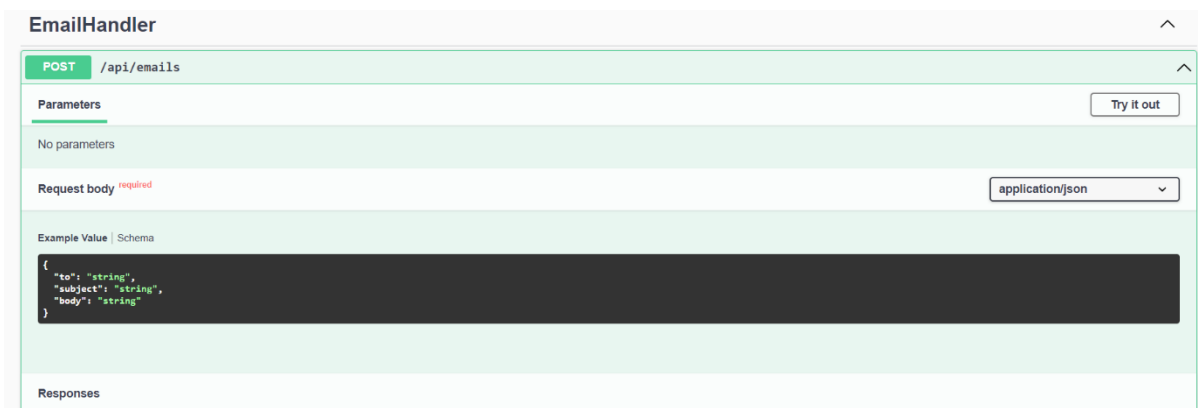 EmailHandler
POST /api/emails
Parameters
Try it out
No parameters
Request body required
application/json
Example Value | Schema
{
  "to": "string",
  "subject": "string",
  "body": "string"
}
Responses